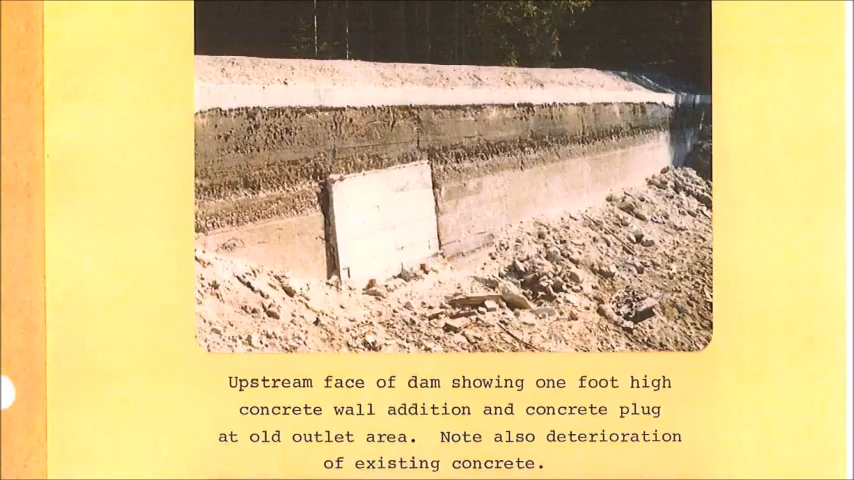 Upstream face of dam showing one foot high
concrete wall addition and concrete plug
at old outlet area. Note also deterioration
of existing concrete.